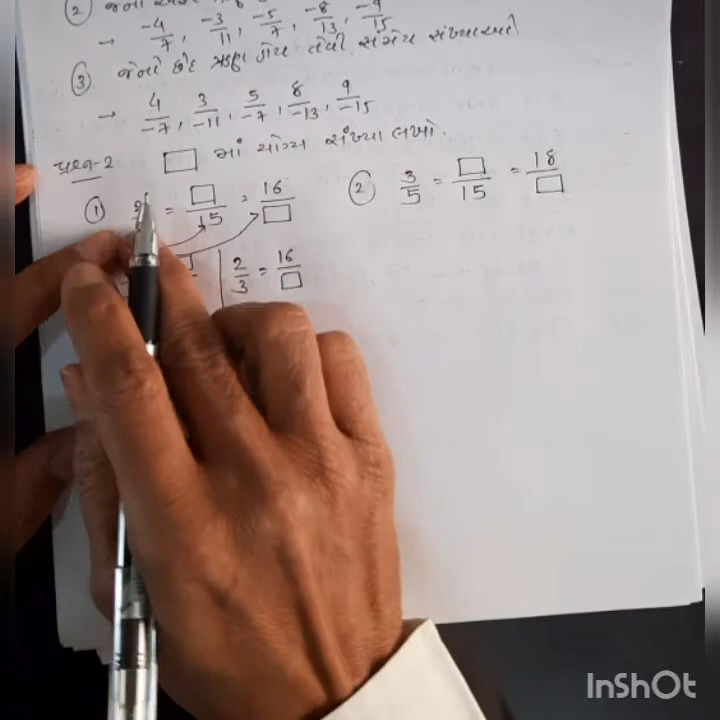 ② જેના
→ -4/7, -3/11, -5/7, -8/13, -9/15
③ જેનો છેદ ઋણ હોય તેવી સંમેય સંખ્યાઓ
→ 4/-7, 3/-11, 5/-7, 8/-13, 9/-15
પ્રશ્ન-2 □ માં યોગ્ય સંખ્યા લખો.
① = □/15 = 16/□ ② 3/5 = □/15 = 18/□
2/3 = 16/□
InShOt